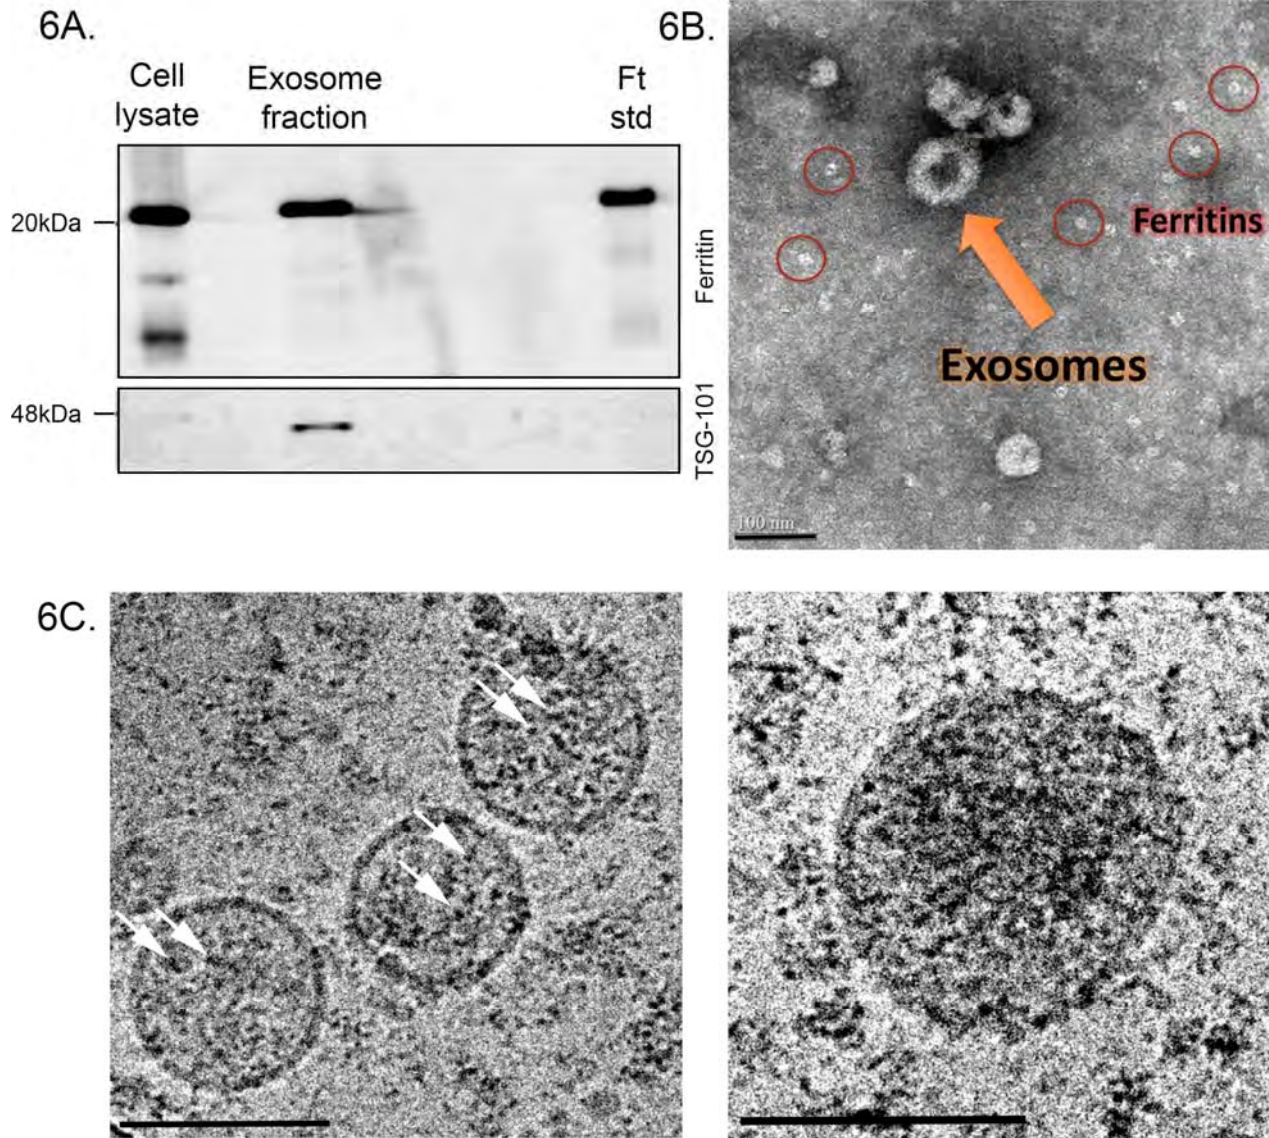 6A.
Cell
lysate
Exosome
fraction
Ft
std
20kDa
Ferritin
48kDa
TSG-101
6B.
Ferritins
Exosomes
100 nm
6C.